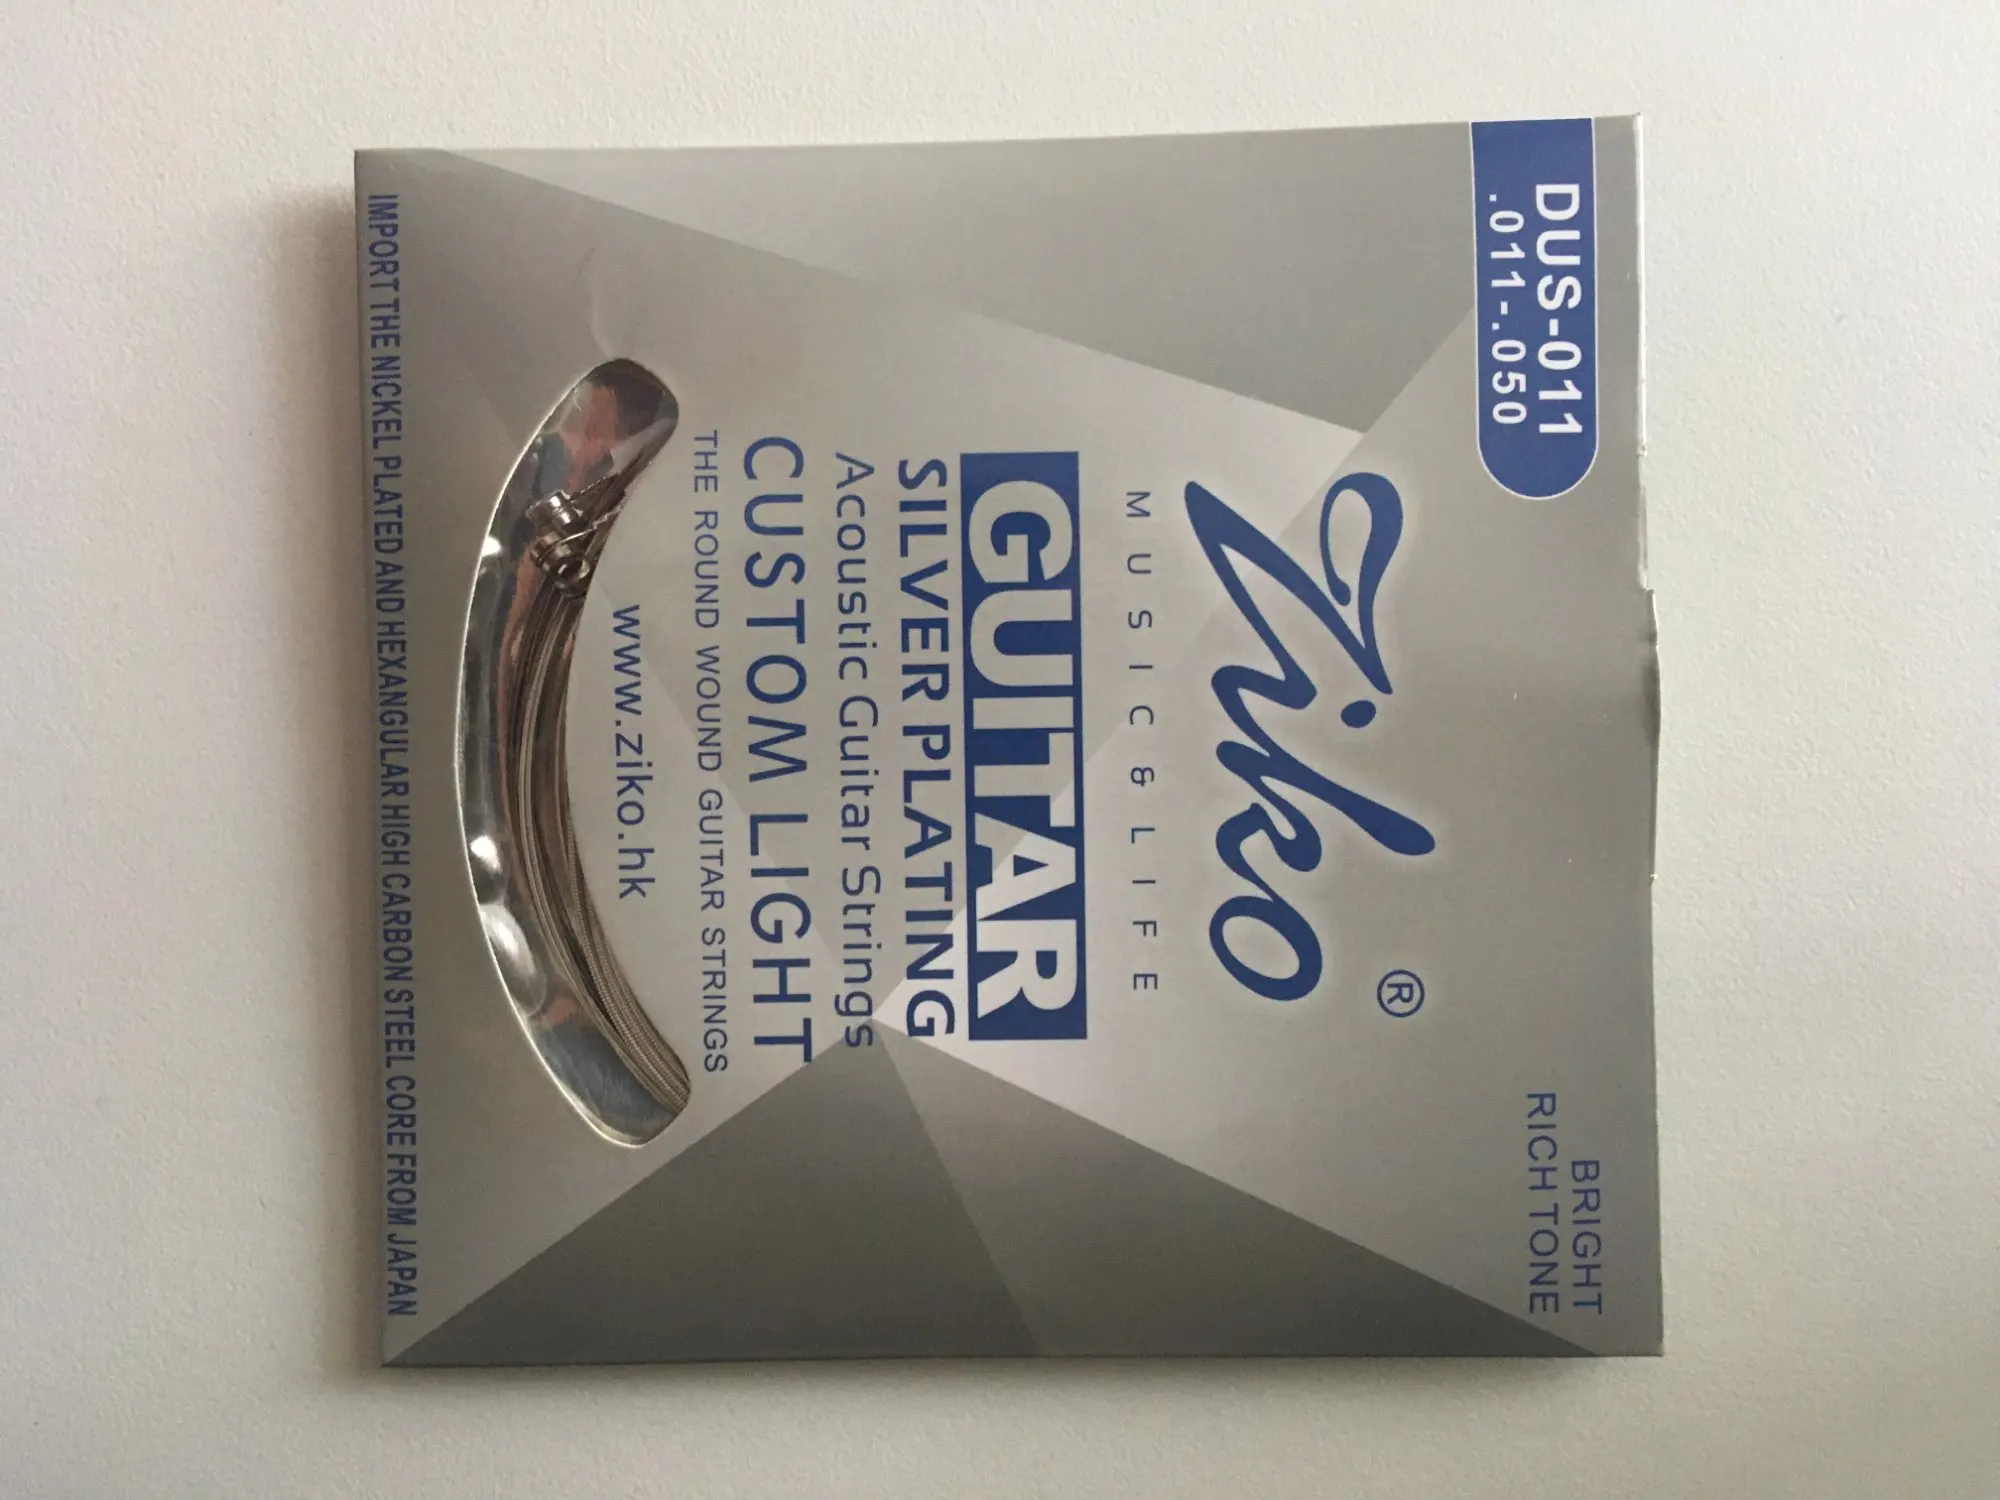 DUS-011
.011-.050
BRIGHT
RICH TONE
Ziko ®
MUSIC & LIFE
GUITAR
SILVER PLATING
Acoustic Guitar Strings
CUSTOM LIGHT
THE ROUND WOUND GUITAR STRINGS
www.ziko.hk
IMPORT THE NICKEL PLATED AND HEXANGULAR HIGH CARBON STEEL CORE FROM JAPAN